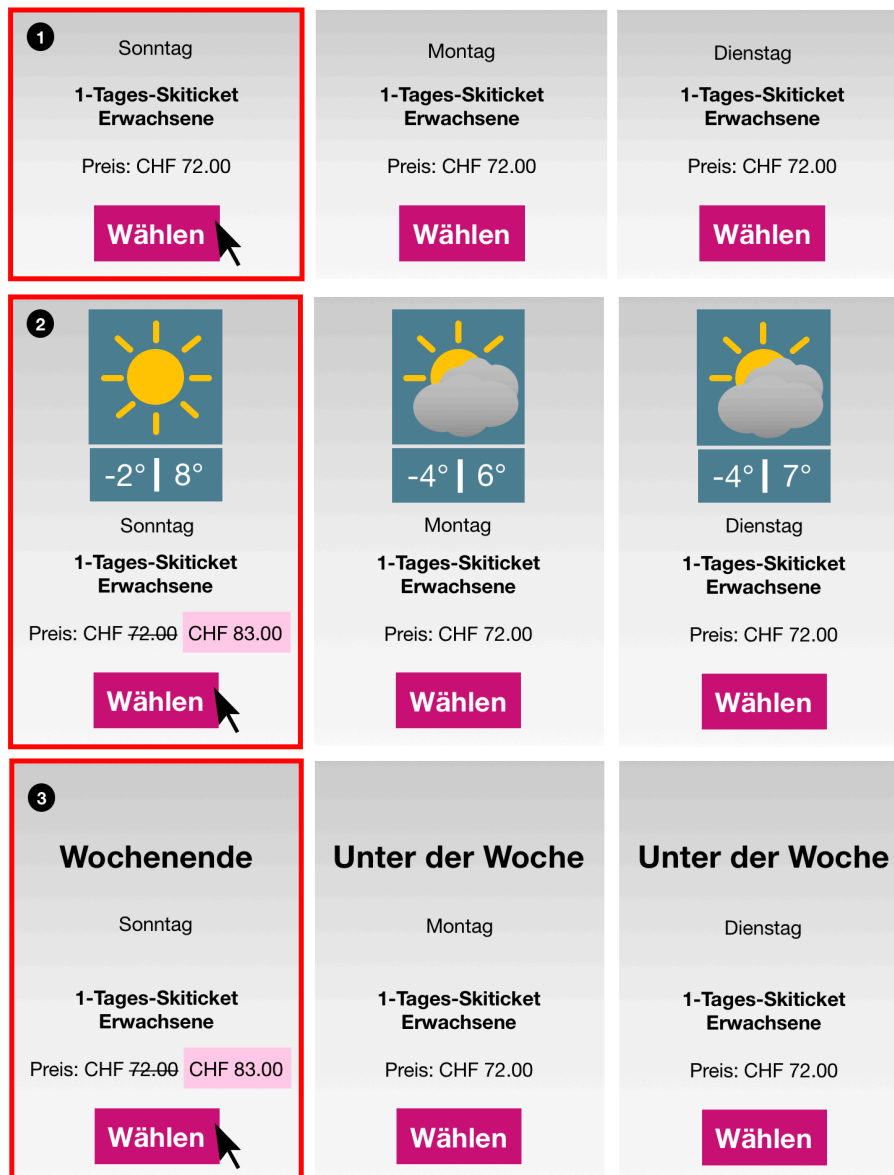 1
Sonntag
1-Tages-Skiticket
Erwachsene
Preis: CHF 72.00
Wählen
Montag
1-Tages-Skiticket
Erwachsene
Preis: CHF 72.00
Wählen
Dienstag
1-Tages-Skiticket
Erwachsene
Preis: CHF 72.00
Wählen
2
-2° | 8°
Sonntag
1-Tages-Skiticket
Erwachsene
Preis: CHF 72.00 CHF 83.00
Wählen
-4° | 6°
Montag
1-Tages-Skiticket
Erwachsene
Preis: CHF 72.00
Wählen
-4° | 7°
Dienstag
1-Tages-Skiticket
Erwachsene
Preis: CHF 72.00
Wählen
3
Wochenende
Sonntag
1-Tages-Skiticket
Erwachsene
Preis: CHF 72.00 CHF 83.00
Wählen
Unter der Woche
Montag
1-Tages-Skiticket
Erwachsene
Preis: CHF 72.00
Wählen
Unter der Woche
Dienstag
1-Tages-Skiticket
Erwachsene
Preis: CHF 72.00
Wählen